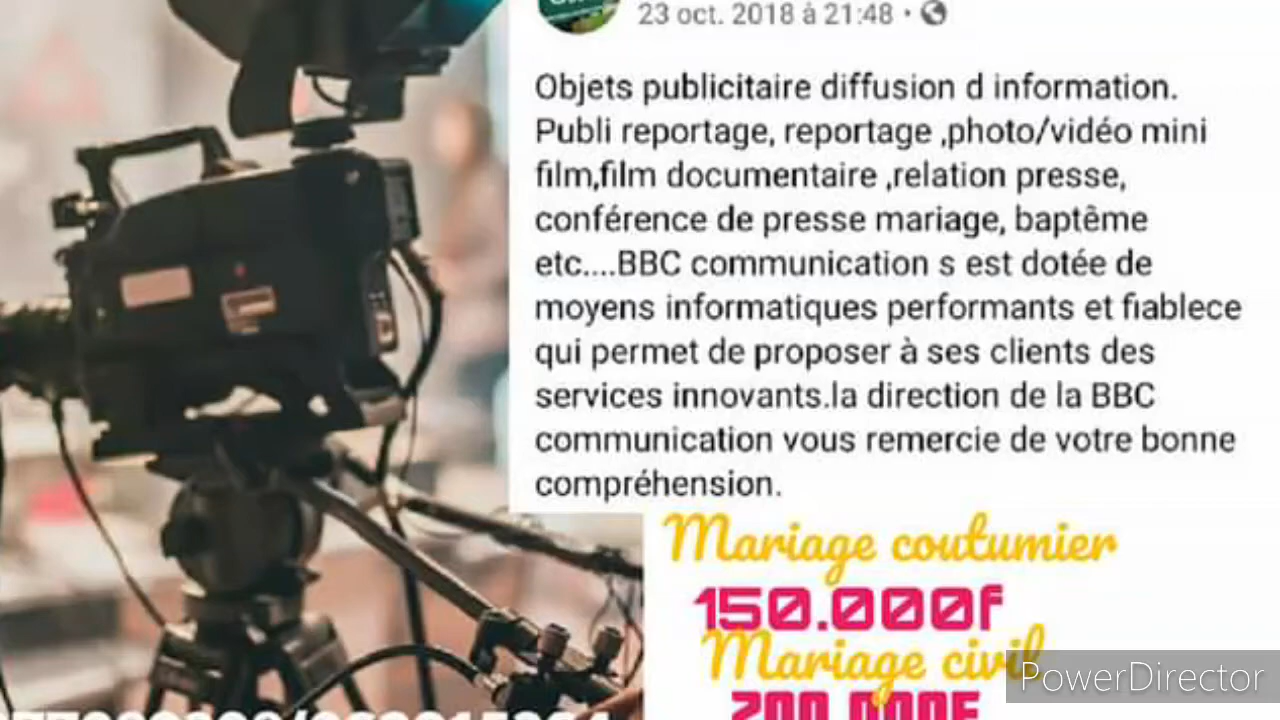 23 oct. 2018 à 21:48 ·
Objets publicitaire diffusion d information.
Publi reportage, reportage ,photo/vidéo mini
film,film documentaire ,relation presse,
conférence de presse mariage, baptême
etc....BBC communication s est dotée de
moyens informatiques performants et fiablece
qui permet de proposer à ses clients des
services innovants.la direction de la BBC
communication vous remercie de votre bonne
compréhension.
Mariage coutumier
150.000f
Mariage civil
PowerDirector